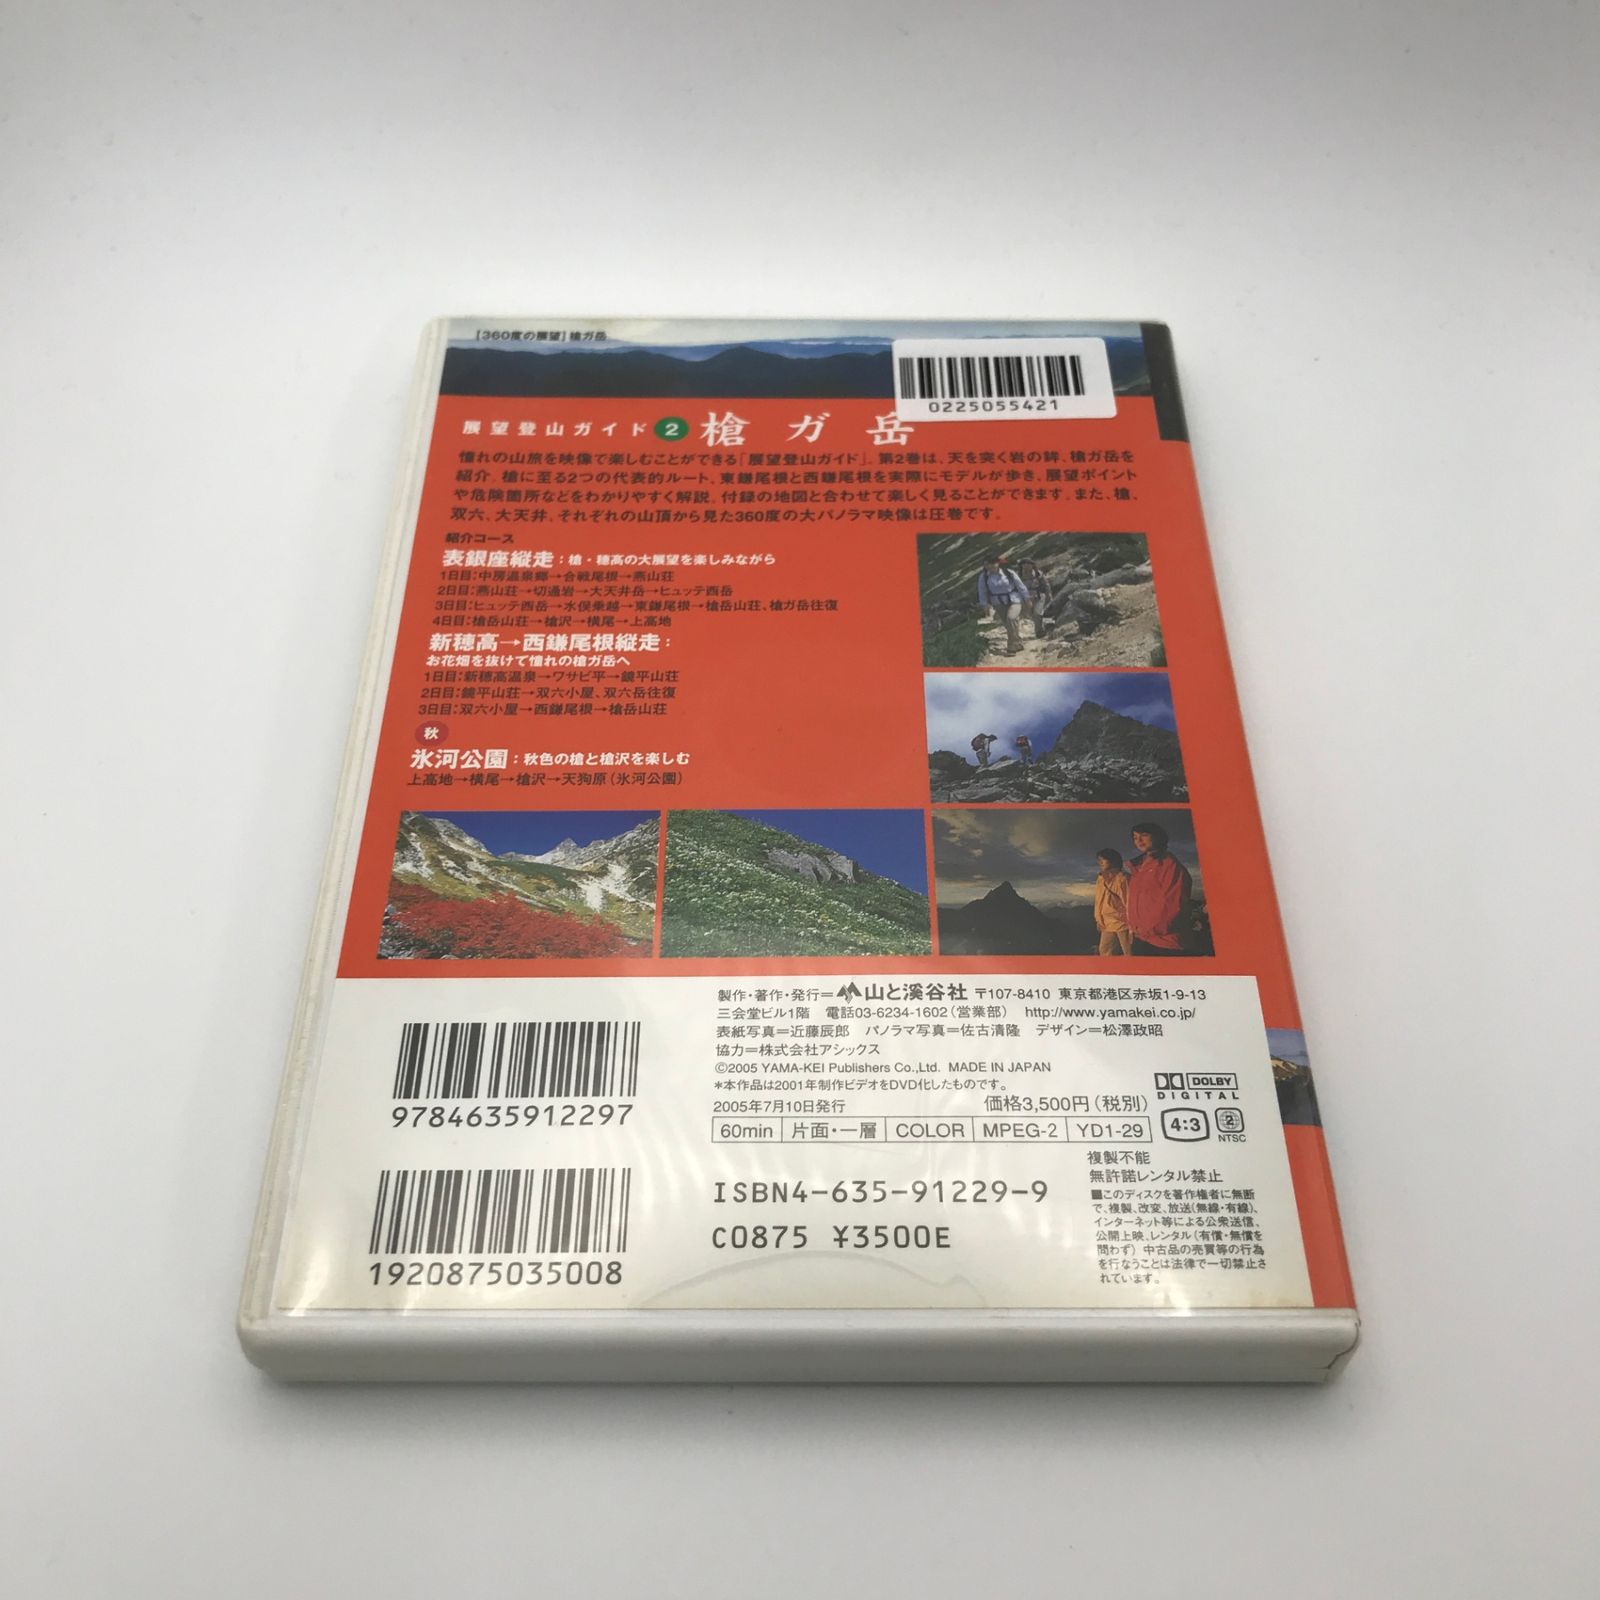 【360度の展望】槍ガ岳
0225055421
展望登山ガイド 2 槍ガ岳
憧れの山旅を映像で楽しむことができる「展望登山ガイド」。第2巻は、天を突く岩の鉾、槍ガ岳を
紹介。槍に至る2つの代表的ルート、東鎌尾根と西鎌尾根を実際にモデルが歩き、展望ポイント
や危険箇所などをわかりやすく解説。付録の地図と合わせて楽しく見ることができます。また、槍、
双六、大天井、それぞれの山頂から見た360度の大パノラマ映像は圧巻です。
紹介コース
表銀座縦走：槍・穂高の大展望を楽しみながら
1日目：中房温泉郷→合戦尾根→燕山荘
2日目：燕山荘→切通岩→大天井岳→ヒュッテ西岳
3日目：ヒュッテ西岳→水俣乗越→東鎌尾根→槍岳山荘、槍ガ岳往復
4日目：槍岳山荘→槍沢→横尾→上高地
新穂高→西鎌尾根縦走：
お花畑を抜けて憧れの槍ガ岳へ
1日目：新穂高温泉→ワサビ平→鏡平山荘
2日目：鏡平山荘→双六小屋、双六岳往復
3日目：双六小屋→西鎌尾根→槍岳山荘
秋
氷河公園：秋色の槍と槍沢を楽しむ
上高地→横尾→槍沢→天狗原（氷河公園）
製作・著作・発行＝山と溪谷社 〒107-8410 東京都港区赤坂1-9-13
三会堂ビル1階 電話03-6234-1602（営業部） http://www.yamakei.co.jp/
表紙写真＝近藤辰郎 パノラマ写真＝佐古清隆 デザイン＝松澤政昭
協力＝株式会社アシックス
©2005 YAMA-KEI Publishers Co.,Ltd. MADE IN JAPAN
＊本作品は2001年制作ビデオをDVD化したものです。
2005年7月10日発行 価格3,500円（税別）
60min 片面・一層 COLOR MPEG-2 YD1-29
DOLBY
DIGITAL
4:3
2
NTSC
9784635912297
1920875035008
ISBN4-635-91229-9
C0875 ¥3500E
複製不能
無許諾レンタル禁止
■このディスクを著作権者に無断
で、複製、改変、放送（無線・有線）、
インターネット等による公衆送信、
公開上映、レンタル（有償・無償を
問わず）中古品の売買等の行為
を行なうことは法律で一切禁止さ
れています。